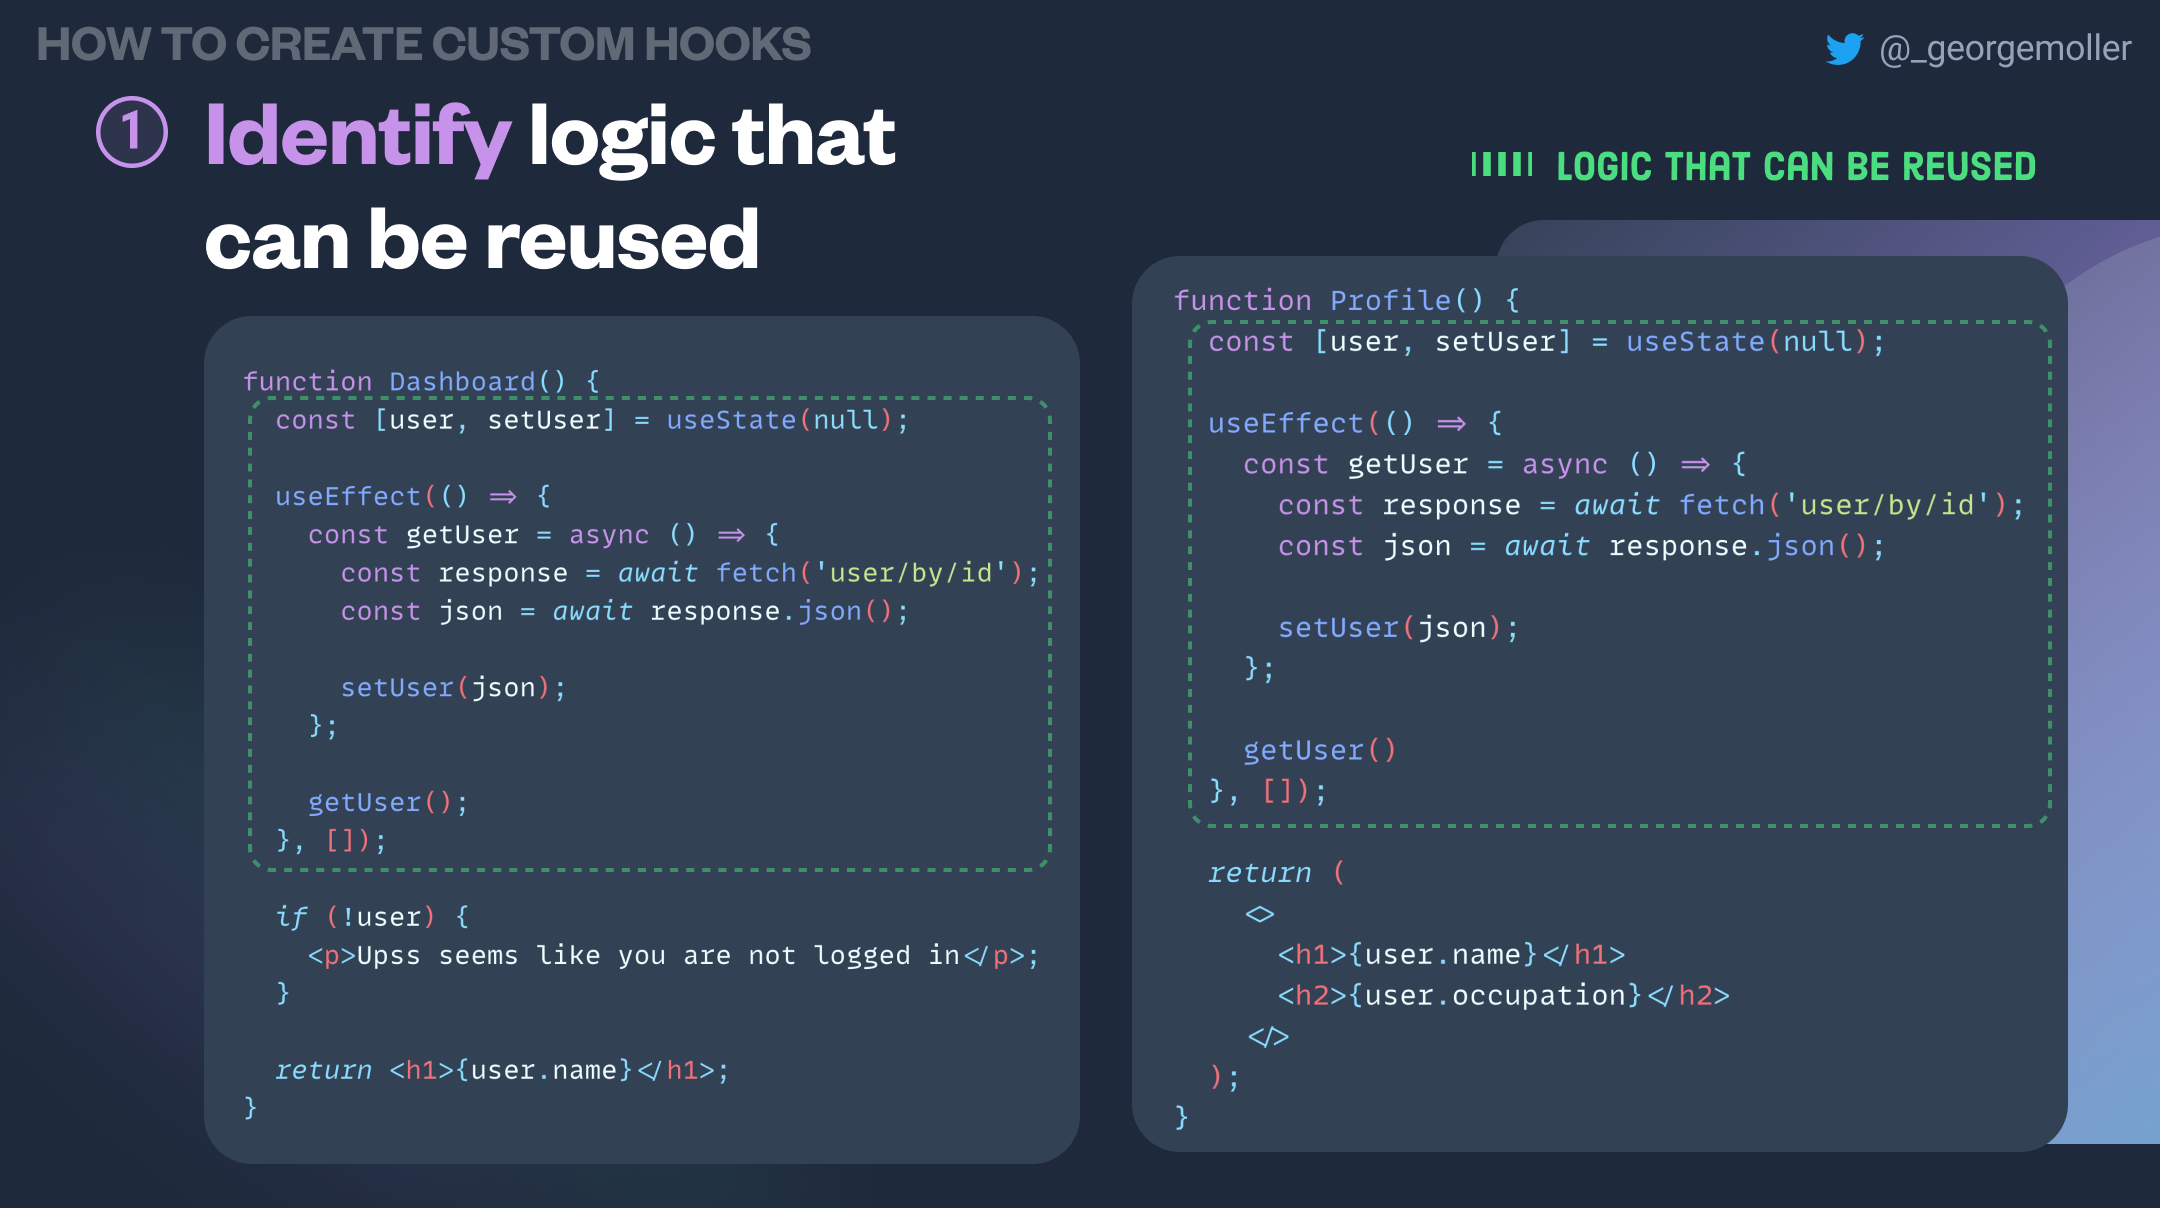 HOW TO CREATE CUSTOM HOOKS
@_georgemoller
1 Identify logic that
can be reused
LOGIC THAT CAN BE REUSED
function Dashboard() {
  const [user, setUser] = useState(null);

  useEffect(() => {
    const getUser = async () => {
      const response = await fetch('user/by/id');
      const json = await response.json();

      setUser(json);
    };

    getUser();
  }, []);

  if (!user) {
    <p>Upss seems like you are not logged in</p>;
  }

  return <h1>{user.name}</h1>;
}
function Profile() {
  const [user, setUser] = useState(null);

  useEffect(() => {
    const getUser = async () => {
      const response = await fetch('user/by/id');
      const json = await response.json();

      setUser(json);
    };

    getUser()
  }, []);

  return (
    <>
      <h1>{user.name}</h1>
      <h2>{user.occupation}</h2>
    </>
  );
}